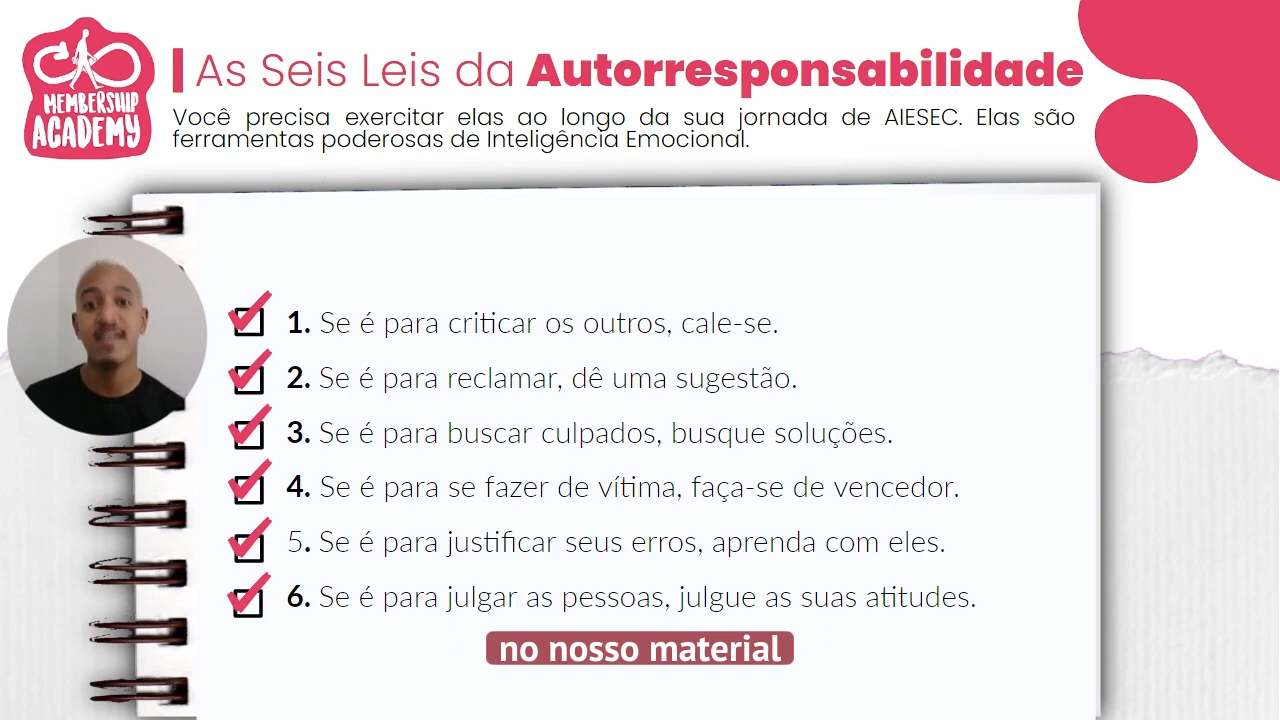 MEMBERSHIP
ACADEMY
As Seis Leis da Autorresponsabilidade
Você precisa exercitar elas ao longo da sua jornada de AIESEC. Elas são
ferramentas poderosas de Inteligência Emocional.
1. Se é para criticar os outros, cale-se.
2. Se é para reclamar, dê uma sugestão.
3. Se é para buscar culpados, busque soluções.
4. Se é para se fazer de vítima, faça-se de vencedor.
5. Se é para justificar seus erros, aprenda com eles.
6. Se é para julgar as pessoas, julgue as suas atitudes.
no nosso material